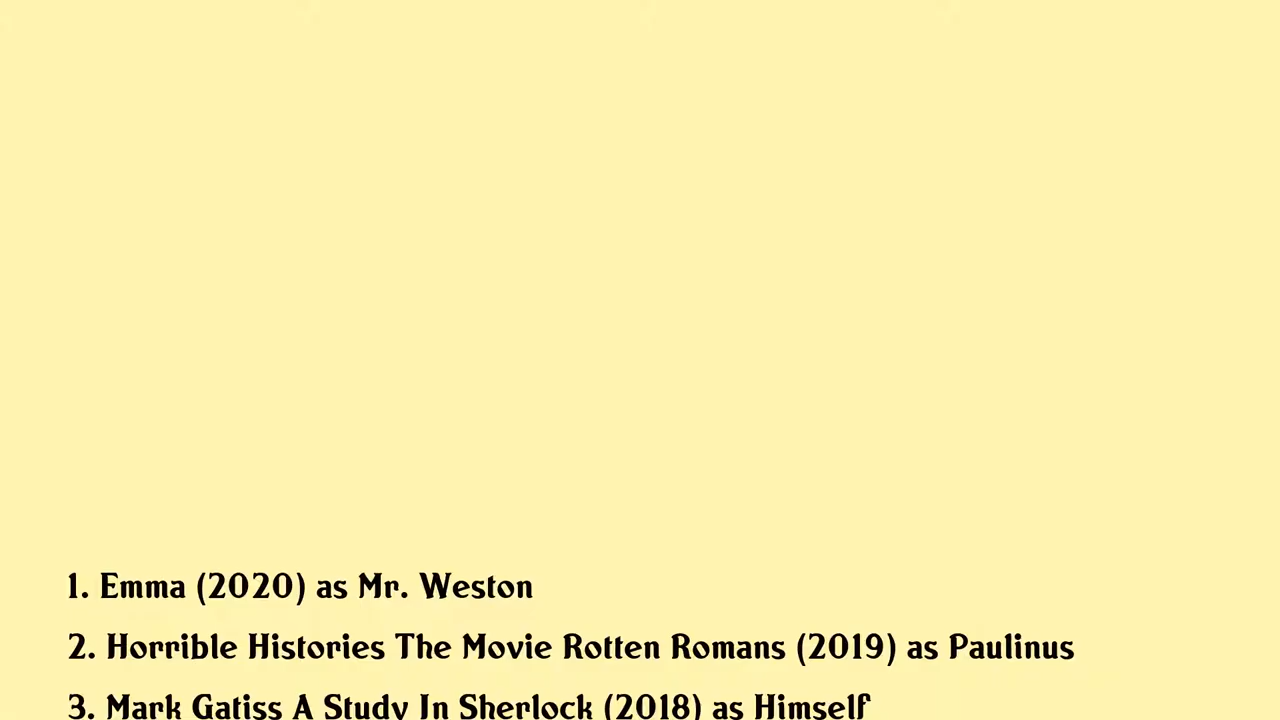 1. Emma (2020) as Mr. Weston
2. Horrible Histories The Movie Rotten Romans (2019) as Paulinus
3. Mark Gatiss A Study In Sherlock (2018) as Himself